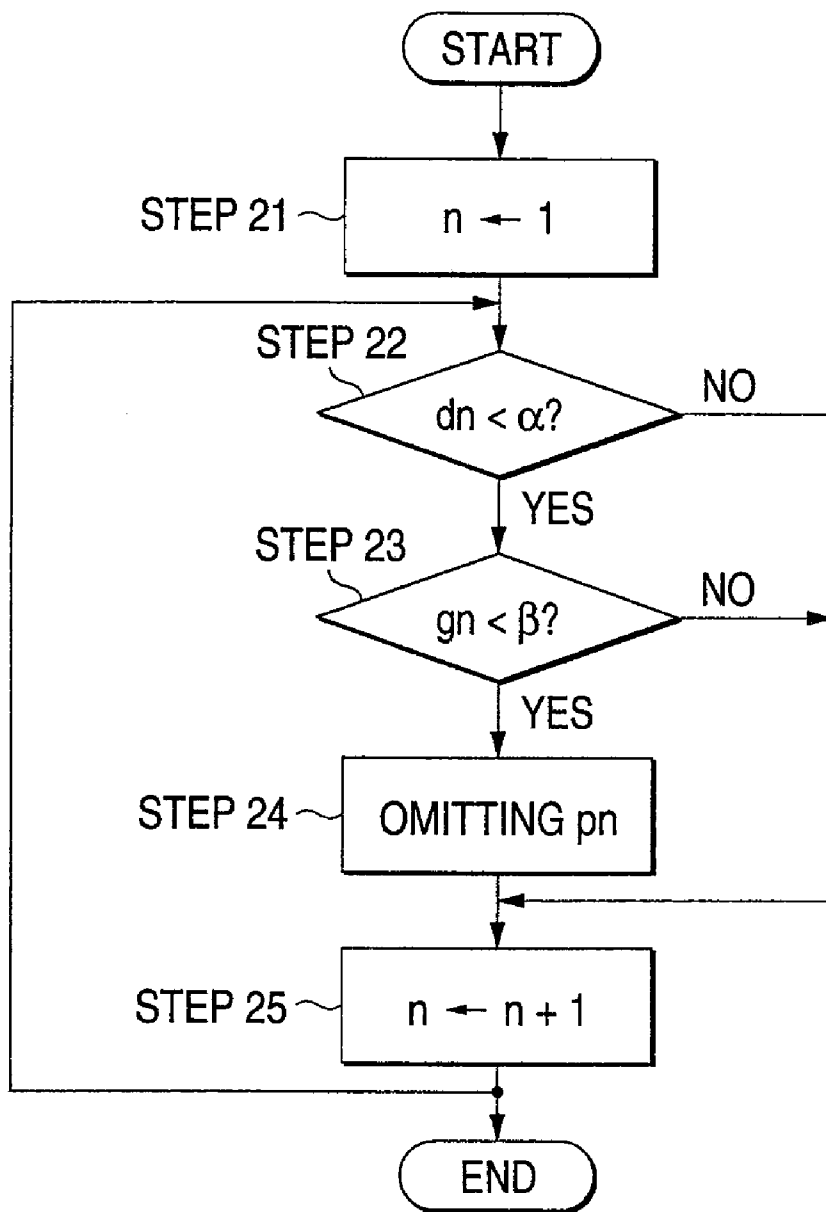 START
STEP 21
n ← 1
STEP 22
dn < α?
NO
YES
STEP 23
gn < β?
NO
YES
STEP 24
OMITTING pn
STEP 25
n ← n + 1
END